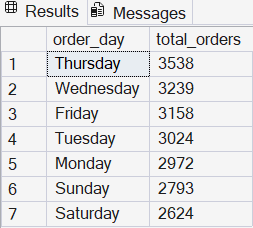 Results Messages
order_day total_orders
1 Thursday 3538
2 Wednesday 3239
3 Friday 3158
4 Tuesday 3024
5 Monday 2972
6 Sunday 2793
7 Saturday 2624